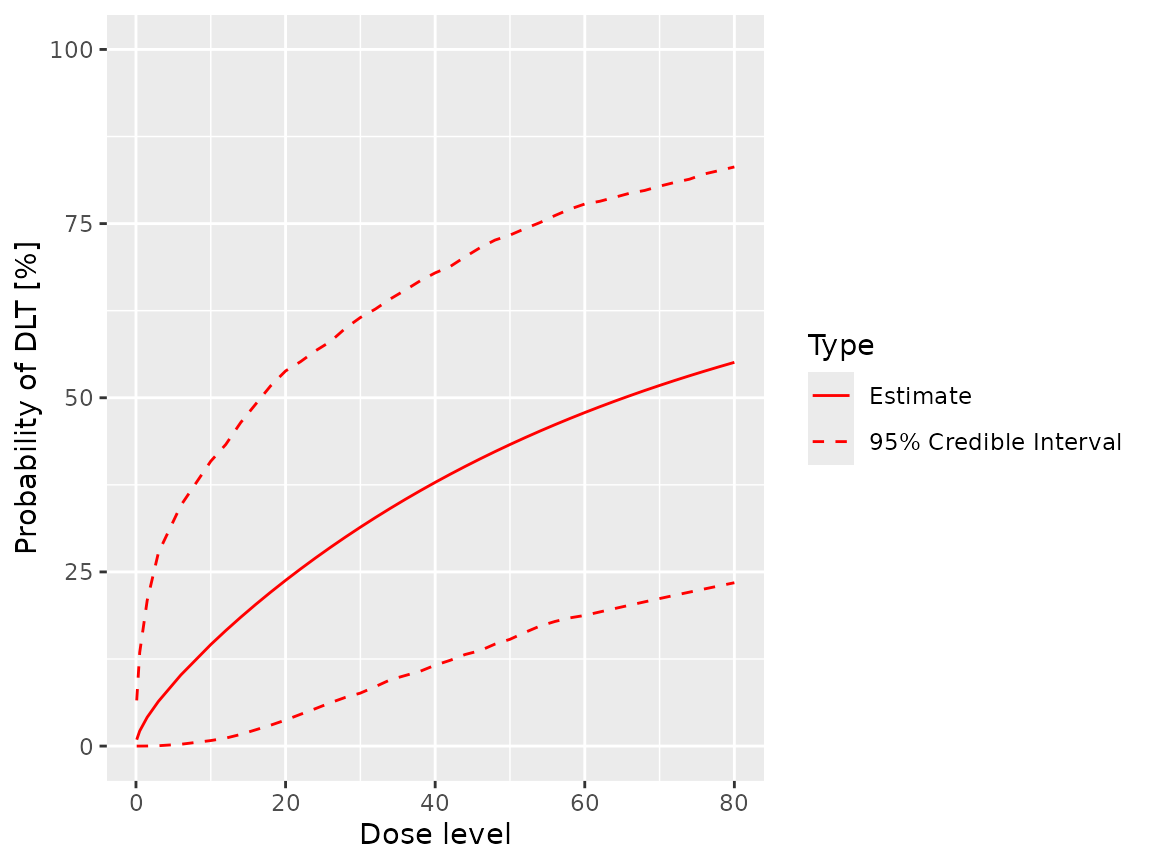 Probability of DLT [%]
100
75
50
25
0
0 20 40 60 80
Dose level
Type
Estimate
95% Credible Interval